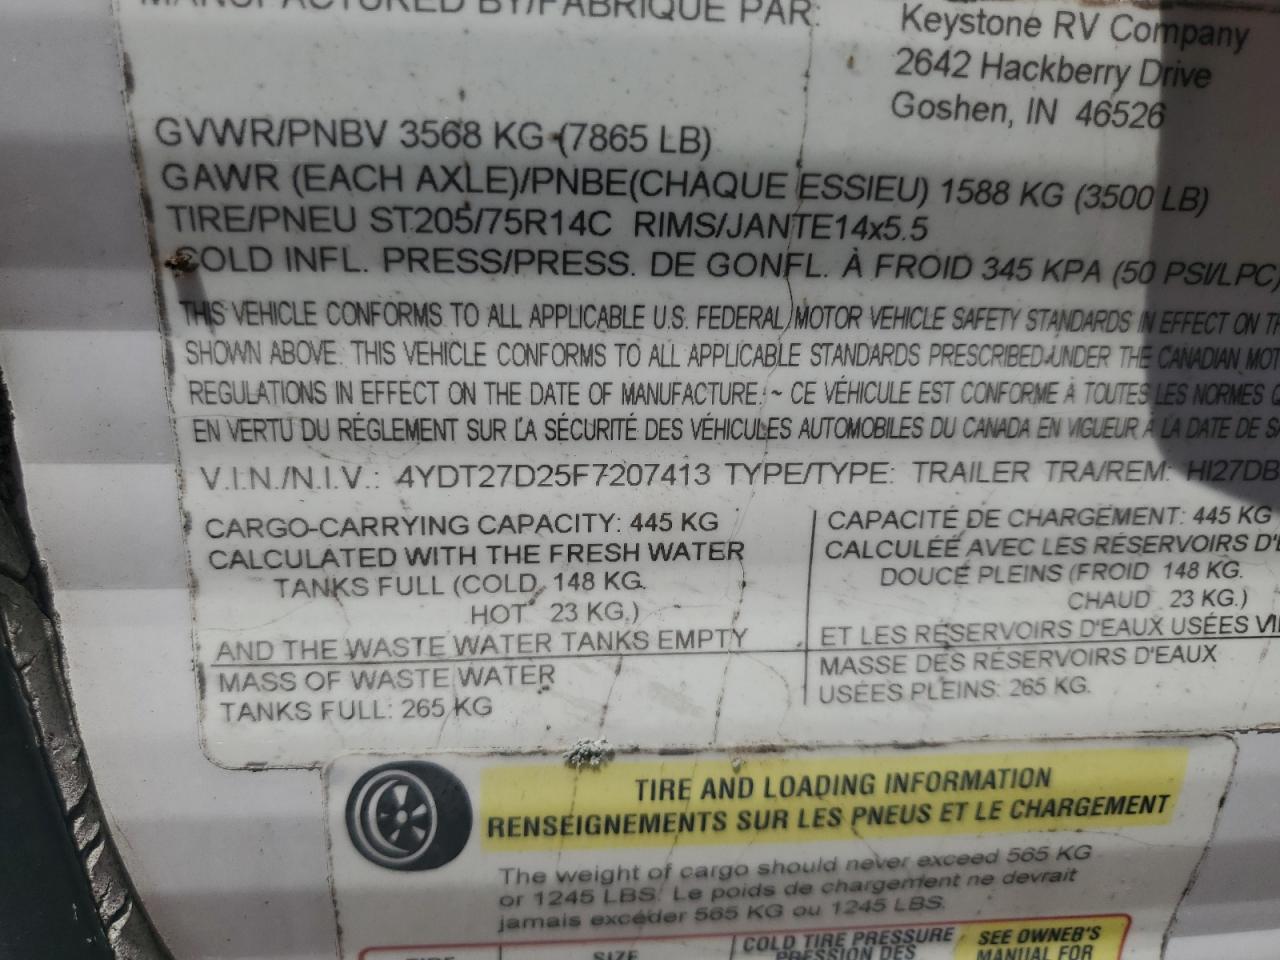 MANUFACTURED BY/FABRIQUÉ PAR:
Keystone RV Company
2642 Hackberry Drive
Goshen, IN 46526
GVWR/PNBV 3568 KG (7865 LB)
GAWR (EACH AXLE)/PNBE(CHAQUE ESSIEU) 1588 KG (3500 LB)
TIRE/PNEU ST205/75R14C RIMS/JANTE14x5.5
COLD INFL. PRESS/PRESS. DE GONFL. À FROID 345 KPA (50 PSI/LPC)
THIS VEHICLE CONFORMS TO ALL APPLICABLE U.S. FEDERAL MOTOR VEHICLE SAFETY STANDARDS IN EFFECT ON
SHOWN ABOVE. THIS VEHICLE CONFORMS TO ALL APPLICABLE STANDARDS PRESCRIBED UNDER THE CANADIAN
REGULATIONS IN EFFECT ON THE DATE OF MANUFACTURE. ~ CE VÉHICULE EST CONFORME À TOUTES LES NORMES
EN VERTU DU RÉGLEMENT SUR LA SÉCURITÉ DES VÉHICULES AUTOMOBILES DU CANADA EN VIGUEUR A LA DATE DE
V.I.N./N.I.V.: 4YDT27D25F7207413 TYPE/TYPE: TRAILER TRA/REM: HI27DB
CARGO-CARRYING CAPACITY: 445 KG
CALCULATED WITH THE FRESH WATER
TANKS FULL (COLD 148 KG.
HOT 23 KG.)
AND THE WASTE WATER TANKS EMPTY
MASS OF WASTE WATER
TANKS FULL: 265 KG
CAPACITÉ DE CHARGEMENT: 445 KG
CALCULÉE AVEC LES RÉSERVOIRS
DOUCE PLEINS (FROID 148 KG.
CHAUD 23 KG.)
ET LES RÉSERVOIRS D'EAUX USÉES
MASSE DES RÉSERVOIRS D'EAUX
USÉES PLEINS: 265 KG.
TIRE AND LOADING INFORMATION
RENSEIGNEMENTS SUR LES PNEUS ET LE CHARGEMENT
The weight of cargo should never exceed 565 KG
or 1245 LBS. Le poids de chargement ne devrait
jamais excéder 565 KG ou 1245 LBS.
TIRE SIZE COLD TIRE PRESSURE SEE OWNER'S
PRESSION DES MANUAL FOR